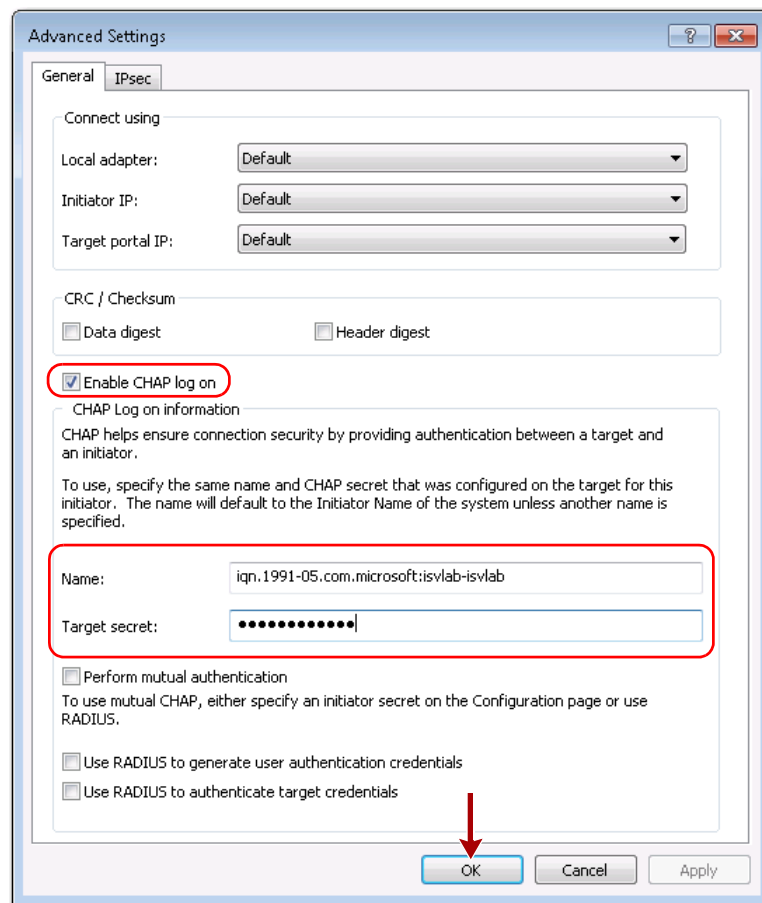 Advanced Settings
General IPsec
Connect using
Local adapter: Default
Initiator IP: Default
Target portal IP: Default
CRC / Checksum
Data digest Header digest
Enable CHAP log on
CHAP Log on information
CHAP helps ensure connection security by providing authentication between a target and
an initiator.
To use, specify the same name and CHAP secret that was configured on the target for this
initiator. The name will default to the Initiator Name of the system unless another name is
specified.
Name: iqn.1991-05.com.microsoft:isvlab-isvlab
Target secret: ●●●●●●●●●●●●
Perform mutual authentication
To use mutual CHAP, either specify an initiator secret on the Configuration page or use
RADIUS.
Use RADIUS to generate user authentication credentials
Use RADIUS to authenticate target credentials
OK Cancel Apply